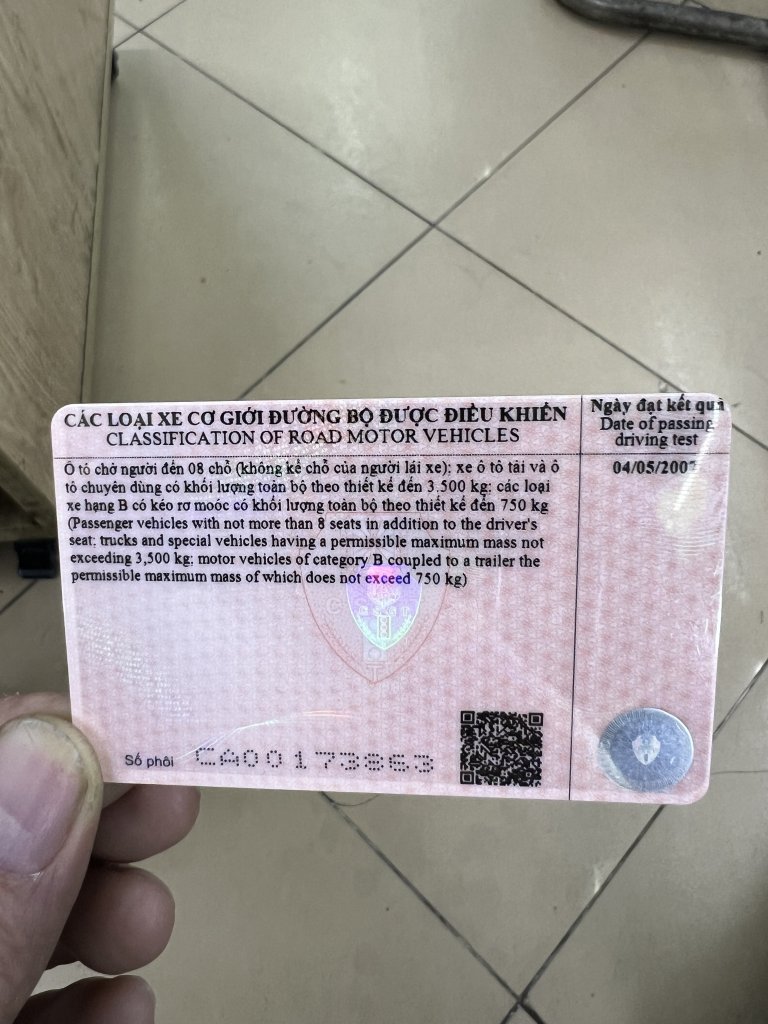 CÁC LOẠI XE CƠ GIỚI ĐƯỜNG BỘ ĐƯỢC ĐIỀU KHIỂN
CLASSIFICATION OF ROAD MOTOR VEHICLES
Ô tô chở người đến 08 chỗ (không kể chỗ của người lái xe); xe ô tô tải và ô
tô chuyên dùng có khối lượng toàn bộ theo thiết kế đến 3.500 kg; các loại
xe hạng B có kéo rơ moóc có khối lượng toàn bộ theo thiết kế đến 750 kg
(Passenger vehicles with not more than 8 seats in addition to the driver's
seat; trucks and special vehicles having a permissible maximum mass not
exceeding 3,500 kg; motor vehicles of category B coupled to a trailer the
permissible maximum mass of which does not exceed 750 kg)
Ngày đạt kết quả
Date of passing
driving test
04/05/2007
CSGT
Số phôi CA00173863